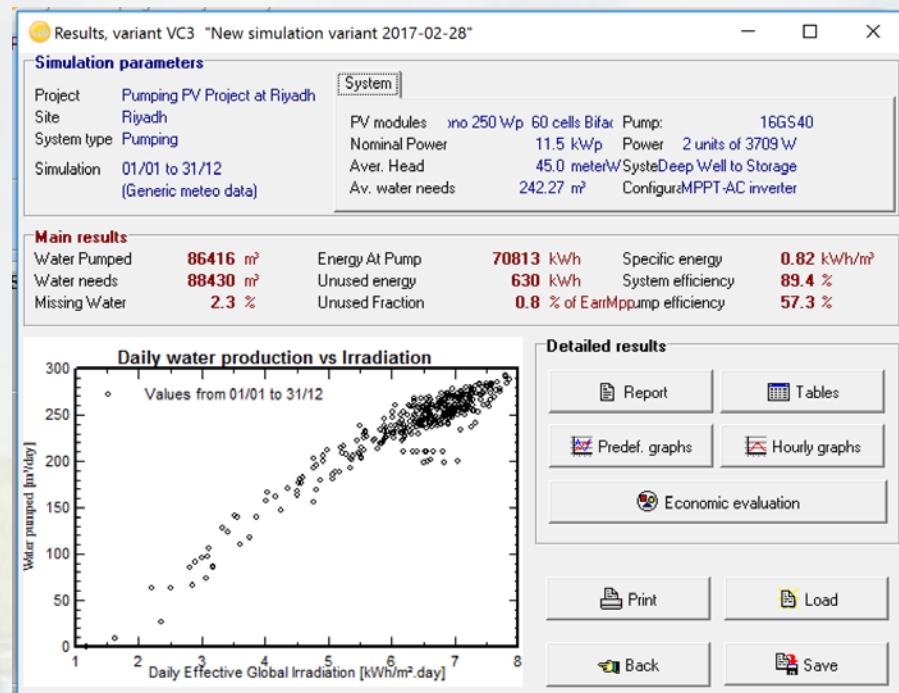 Results, variant VC3 "New simulation variant 2017-02-28"
Simulation parameters
Project Pumping PV Project at Riyadh
Site Riyadh
System type Pumping
Simulation 01/01 to 31/12
(Generic meteo data)
System
PV modules ono 250 Wp 60 cells Bifac Pump: 16GS40
Nominal Power 11.5 kWp Power 2 units of 3709 W
Aver. Head 45.0 meterW SysteDeep Well to Storage
Av. water needs 242.27 m³ ConfiguraMPPT-AC inverter
Main results
Water Pumped 86416 m³ Energy At Pump 70813 kWh Specific energy 0.82 kWh/m³
Water needs 88430 m³ Unused energy 630 kWh System efficiency 89.4 %
Missing Water 2.3 % Unused Fraction 0.8 % of EarrMppump efficiency 57.3 %
Daily water production vs Irradiation
Values from 01/01 to 31/12
Water pumped [m³/day]
300
250
200
150
100
50
0
1 2 3 4 5 6 7 8
Daily Effective Global Irradiation [kWh/m².day]
Detailed results
Report Tables
Predef. graphs Hourly graphs
Economic evaluation
Print Load
Back Save